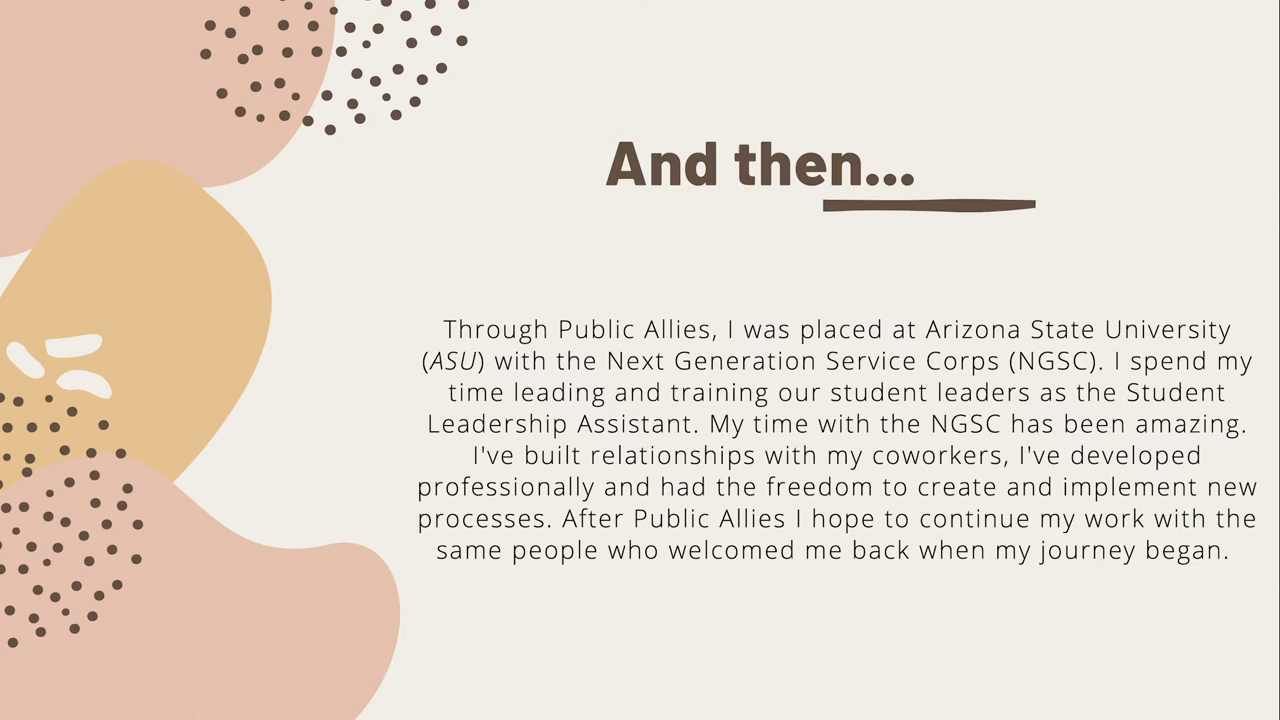 And then...
Through Public Allies, I was placed at Arizona State University
(ASU) with the Next Generation Service Corps (NGSC). I spend my
time leading and training our student leaders as the Student
Leadership Assistant. My time with the NGSC has been amazing.
I've built relationships with my coworkers, I've developed
professionally and had the freedom to create and implement new
processes. After Public Allies I hope to continue my work with the
same people who welcomed me back when my journey began.